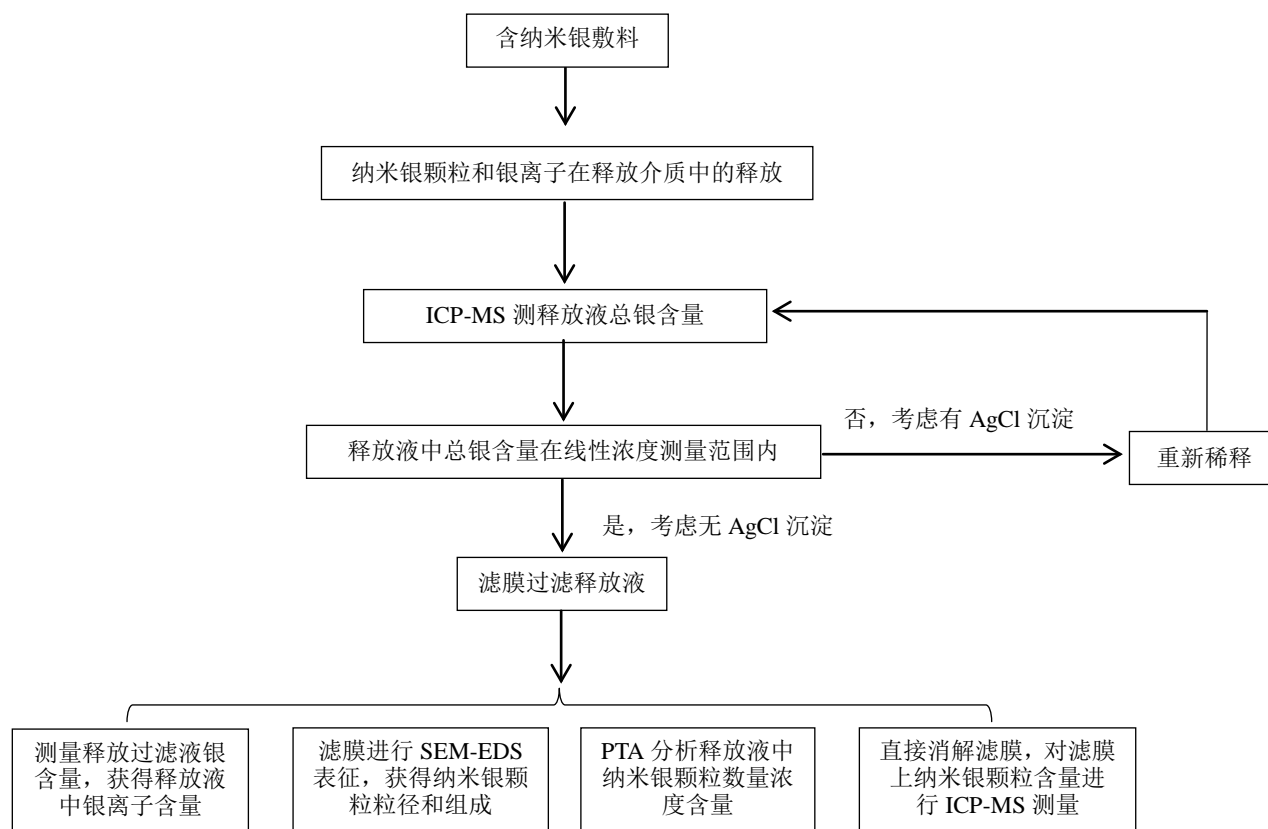 含纳米银敷料
纳米银颗粒和银离子在释放介质中的释放
ICP-MS 测释放液总银含量
否，考虑有 AgCl 沉淀
释放液中总银含量在线性浓度测量范围内
重新稀释
是，考虑无 AgCl 沉淀
滤膜过滤释放液
测量释放过滤液银
含量，获得释放液
中银离子含量
滤膜进行 SEM-EDS
表征，获得纳米银颗
粒粒径和组成
PTA 分析释放液中
纳米银颗粒数量浓
度含量
直接消解滤膜，对滤膜
上纳米银颗粒含量进
行 ICP-MS 测量